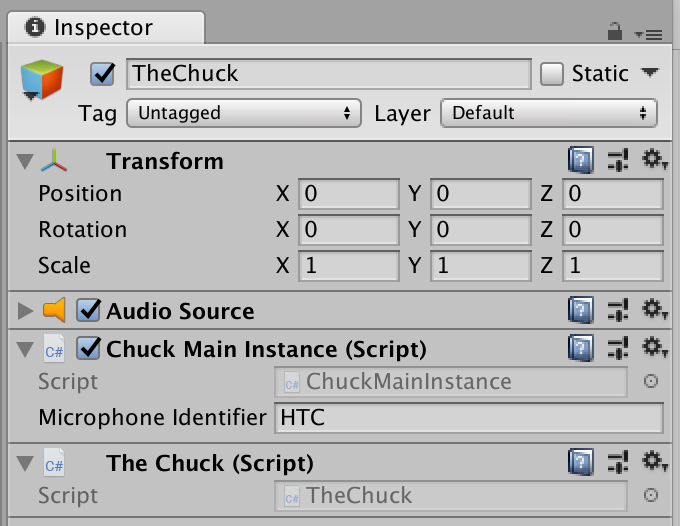 Inspector
TheChuck Static
Tag Untagged Layer Default
Transform
Position X 0 Y 0 Z 0
Rotation X 0 Y 0 Z 0
Scale X 1 Y 1 Z 1
Audio Source
C# Chuck Main Instance (Script)
Script C# ChuckMainInstance
Microphone Identifier HTC
C# The Chuck (Script)
Script C# TheChuck